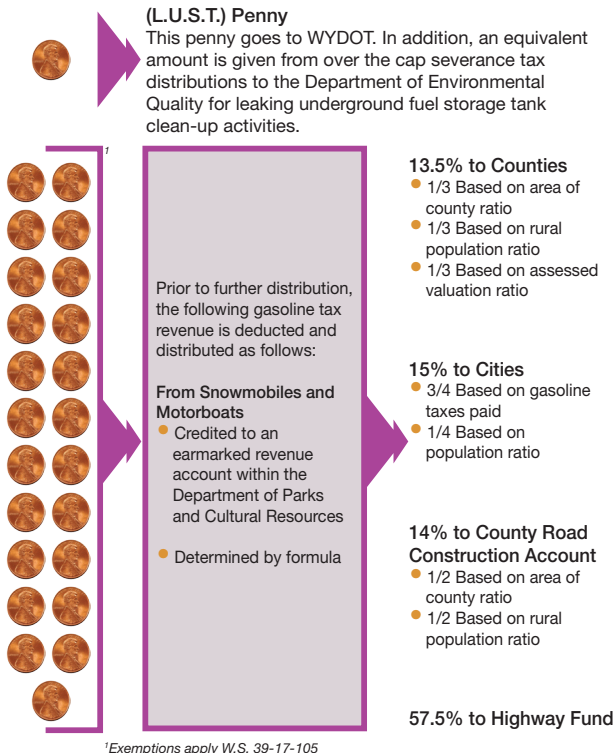 (L.U.S.T.) Penny
This penny goes to WYDOT. In addition, an equivalent
amount is given from over the cap severance tax
distributions to the Department of Environmental
Quality for leaking underground fuel storage tank
clean-up activities.
1
Prior to further distribution,
the following gasoline tax
revenue is deducted and
distributed as follows:
From Snowmobiles and
Motorboats
• Credited to an
earmarked revenue
account within the
Department of Parks
and Cultural Resources
• Determined by formula
13.5% to Counties
• 1/3 Based on area of
county ratio
• 1/3 Based on rural
population ratio
• 1/3 Based on assessed
valuation ratio
15% to Cities
• 3/4 Based on gasoline
taxes paid
• 1/4 Based on
population ratio
14% to County Road
Construction Account
• 1/2 Based on area of
county ratio
• 1/2 Based on rural
population ratio
57.5% to Highway Fund
1Exemptions apply W.S. 39-17-105